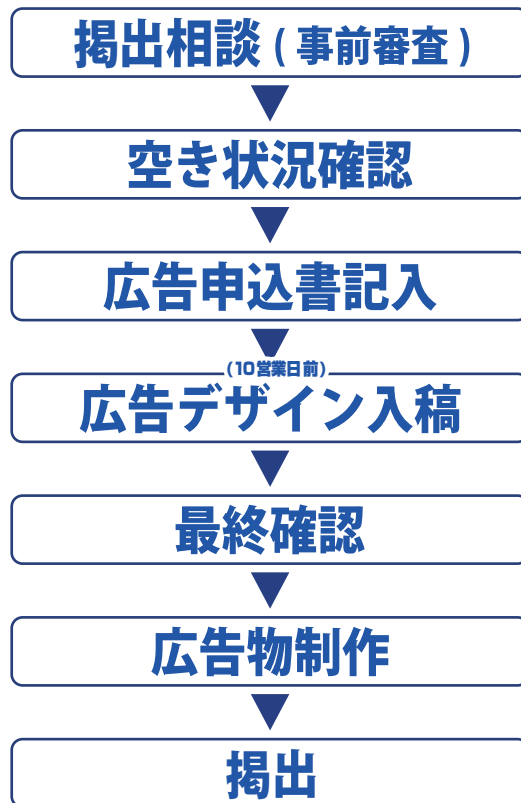 掲出相談 ( 事前審査 )
空き状況確認
広告申込書記入
(10営業日前)
広告デザイン入稿
最終確認
広告物制作
掲出